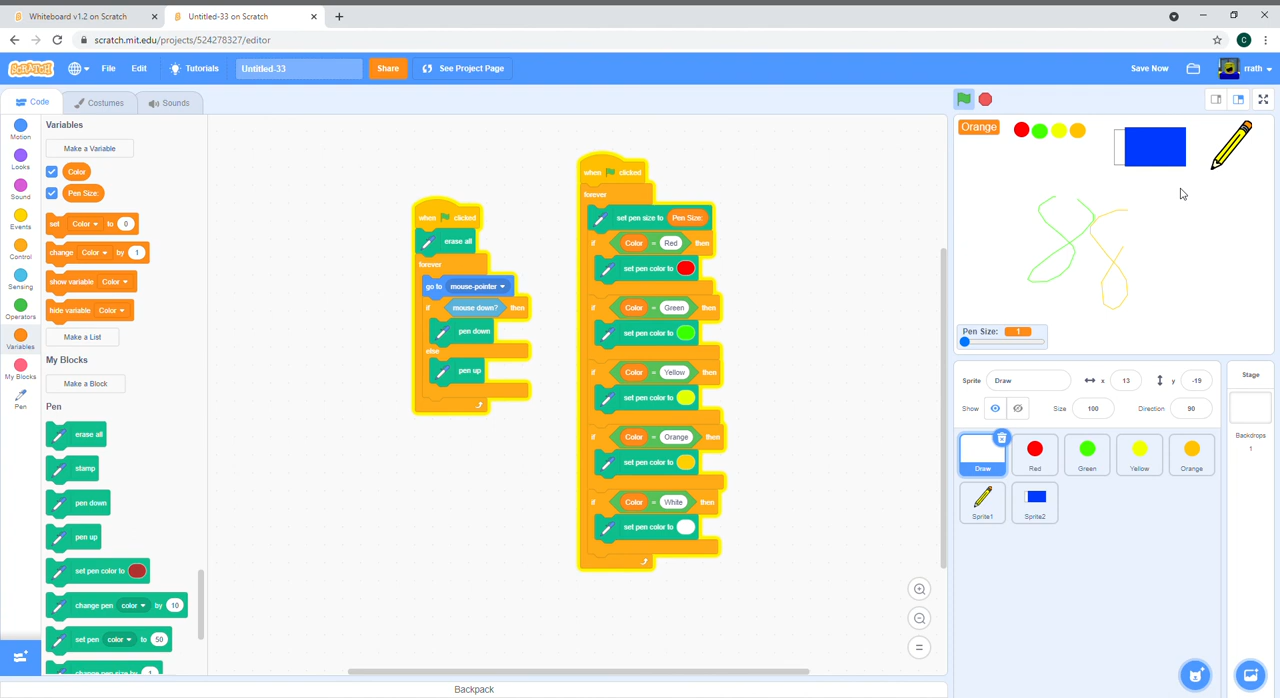 Whiteboard v1.2 on Scratch
Untitled-33 on Scratch
scratch.mit.edu/projects/524278327/editor
C
SCRATCH File Edit Tutorials Untitled-33 Share See Project Page Save Now rrath
Code Costumes Sounds
Motion
Looks
Sound
Events
Control
Sensing
Operators
Variables
My Blocks
Pen
Variables
Make a Variable
Color
Pen Size:
set Color to 0
change Color by 1
show variable Color
hide variable Color
Make a List
My Blocks
Make a Block
Pen
erase all
stamp
pen down
pen up
set pen color to
change pen color by 10
set pen color to 50
change pen size by 1
when clicked
erase all
forever
go to mouse-pointer
if mouse down? then
pen down
else
pen up
when clicked
forever
set pen size to Pen Size:
if Color = Red then
set pen color to
if Color = Green then
set pen color to
if Color = Yellow then
set pen color to
if Color = Orange then
set pen color to
if Color = White then
set pen color to
Backpack
Orange
Pen Size: 1
Sprite Draw x 13 y -19
Show Size 100 Direction 90
Draw Red Green Yellow Orange
Sprite1 Sprite2
Stage
Backdrops
1